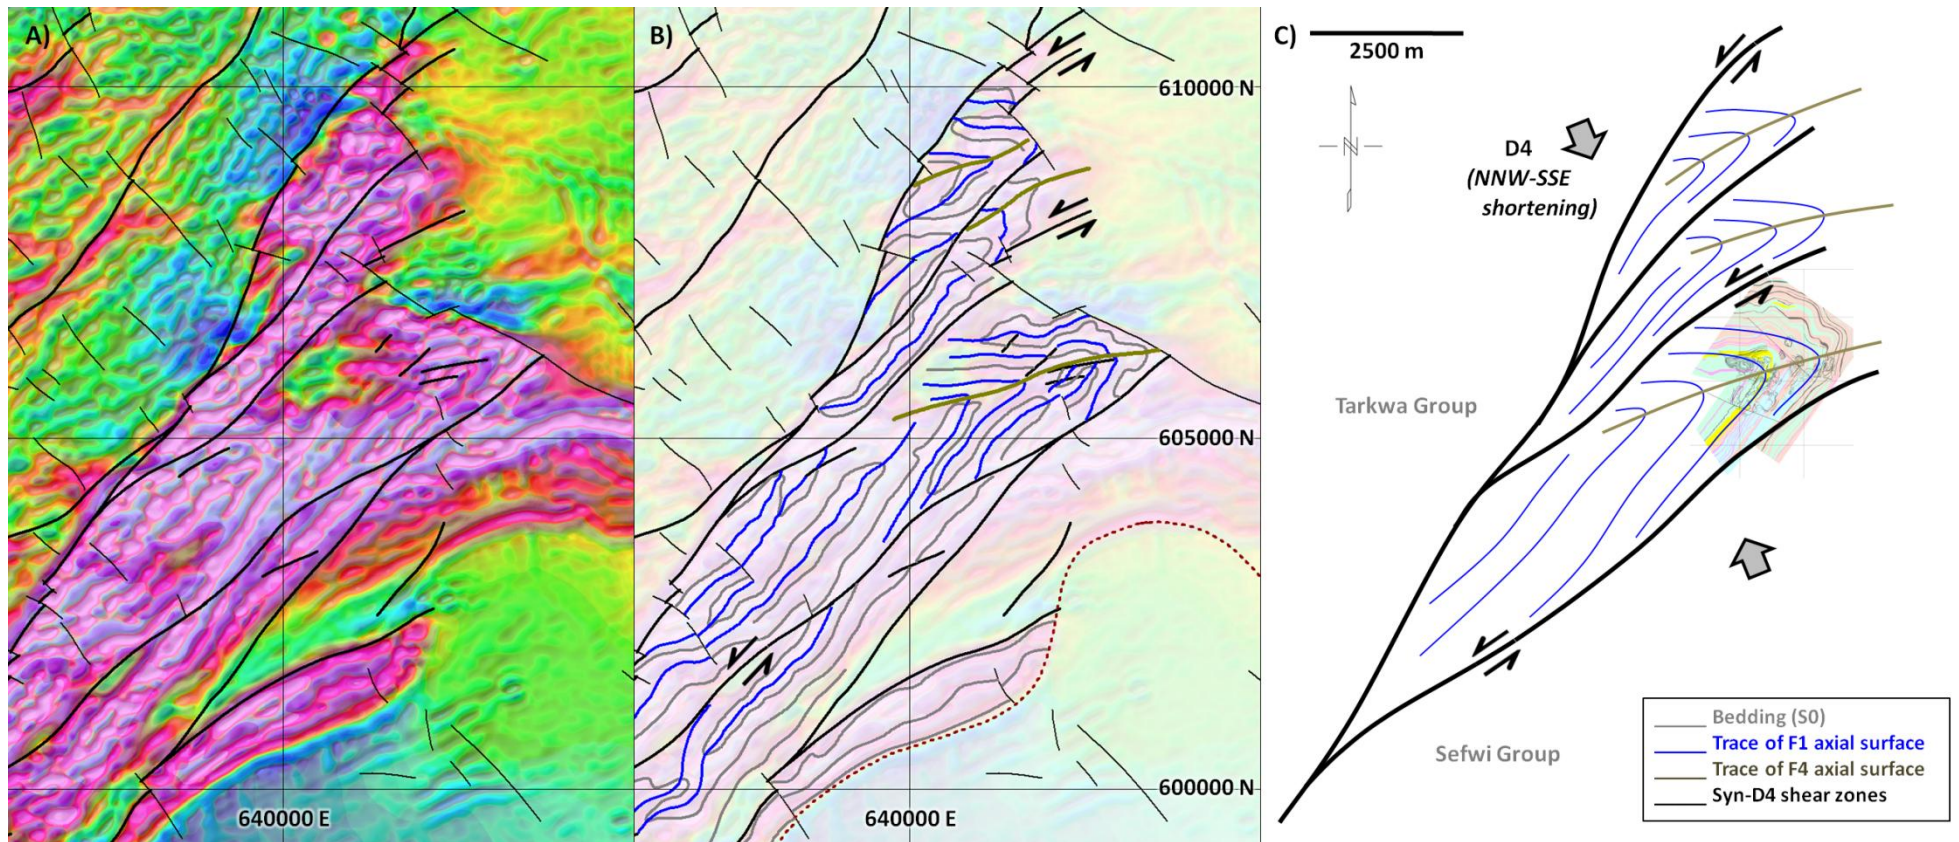 A)
640000 E
B)
610000 N
605000 N
600000 N
640000 E
C)
2500 m
N
D4
(NNW-SSE
shortening)
Tarkwa Group
Sefwi Group
Bedding (S0)
Trace of F1 axial surface
Trace of F4 axial surface
Syn-D4 shear zones